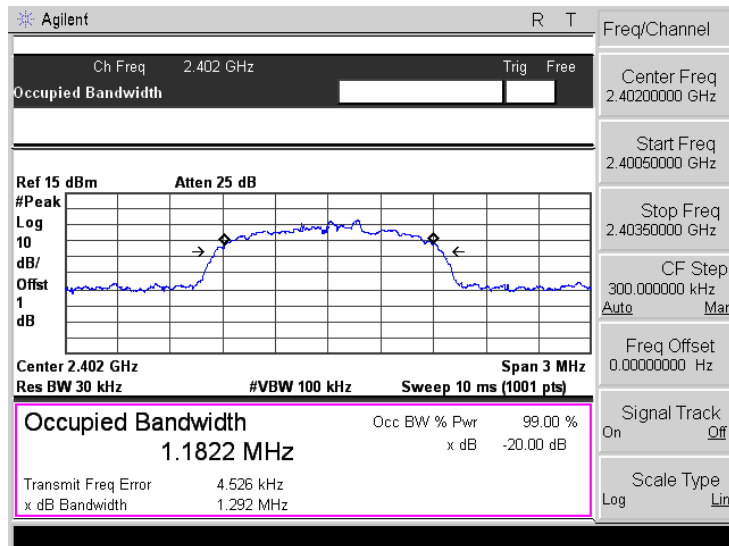 Agilent R T
Ch Freq 2.402 GHz Trig Free
Occupied Bandwidth
Ref 15 dBm Atten 25 dB
#Peak
Log
10
dB/
Offst
1
dB
Center 2.402 GHz Span 3 MHz
Res BW 30 kHz #VBW 100 kHz Sweep 10 ms (1001 pts)
Occupied Bandwidth Occ BW % Pwr 99.00 %
1.1822 MHz x dB -20.00 dB
Transmit Freq Error 4.526 kHz
x dB Bandwidth 1.292 MHz
Freq/Channel
Center Freq
2.40200000 GHz
Start Freq
2.40050000 GHz
Stop Freq
2.40350000 GHz
CF Step
300.000000 kHz
Auto Mar
Freq Offset
0.00000000 Hz
Signal Track
On Off
Scale Type
Log Lin